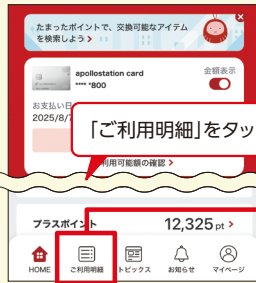 たまったポイントで、交換可能なアイテム
を検索しよう >
apollostation card
金額表示
**** *800
お支払い日
2025/8/
「ご利用明細」をタッ
利用可能額の確認 >
プラスポイント
12,325 pt >
HOME
ご利用明細
トピックス
お知らせ
マイページ